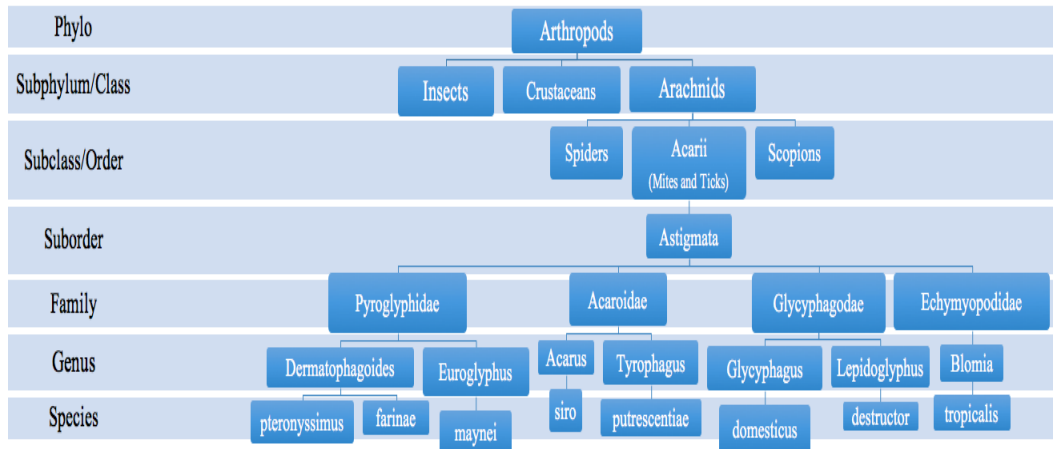 Phylo
Arthropods
Subphylum/Class
Insects
Crustaceans
Arachnids
Subclass/Order
Spiders
Acarii
(Mites and Ticks)
Scopions
Suborder
Astigmata
Family
Pyroglyphidae
Acaroidae
Glycyphagodae
Echymyopodidae
Genus
Dermatophagoides
Euroglyphus
Acarus
Tyrophagus
Glycyphagus
Lepidoglyphus
Blomia
Species
pteronyssimus
farinae
maynei
siro
putrescentiae
domesticus
destructor
tropicalis